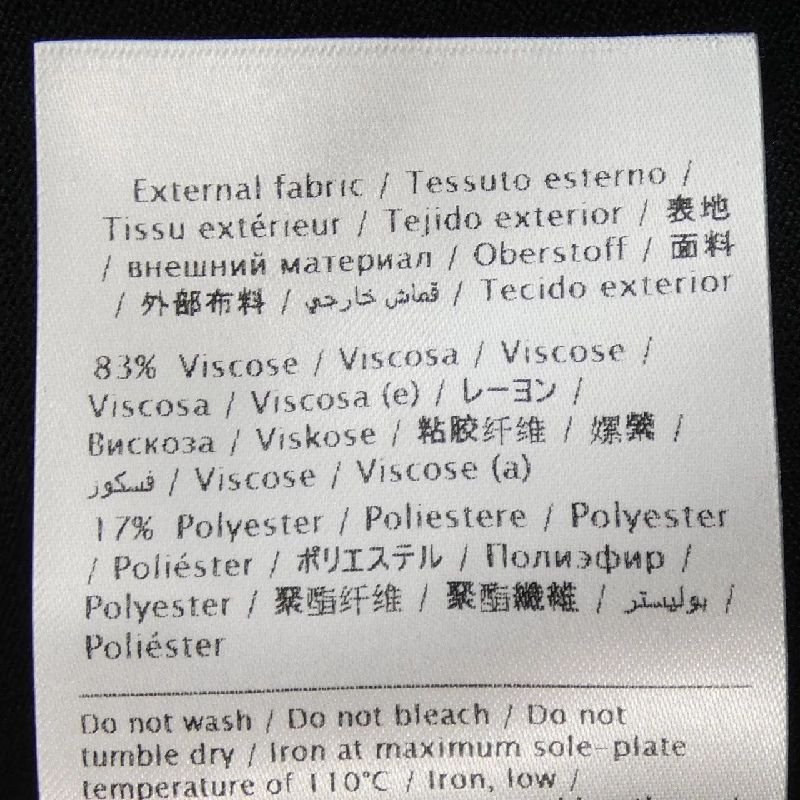 External fabric / Tessuto esterno /
Tissu extérieur / Tejido exterior / 表地
/ внешний материал / Oberstoff / 面料
/ 外部布料 / قماش خارجي / Tecido exterior
83% Viscose / Viscosa / Viscose /
Viscosa / Viscosa (e) / レーヨン /
Вискоза / Viskose / 粘胶纤维 / 嫘縈 /
فسكوز / Viscose / Viscose (a)
17% Polyester / Poliestere / Polyester
/ Poliéster / ポリエステル / Полиэфир /
Polyester / 聚酯纤维 / 聚酯纖維 / بوليستر /
Poliéster
Do not wash / Do not bleach / Do not
tumble dry / Iron at maximum sole-plate
temperature of 110°C / Iron, low /